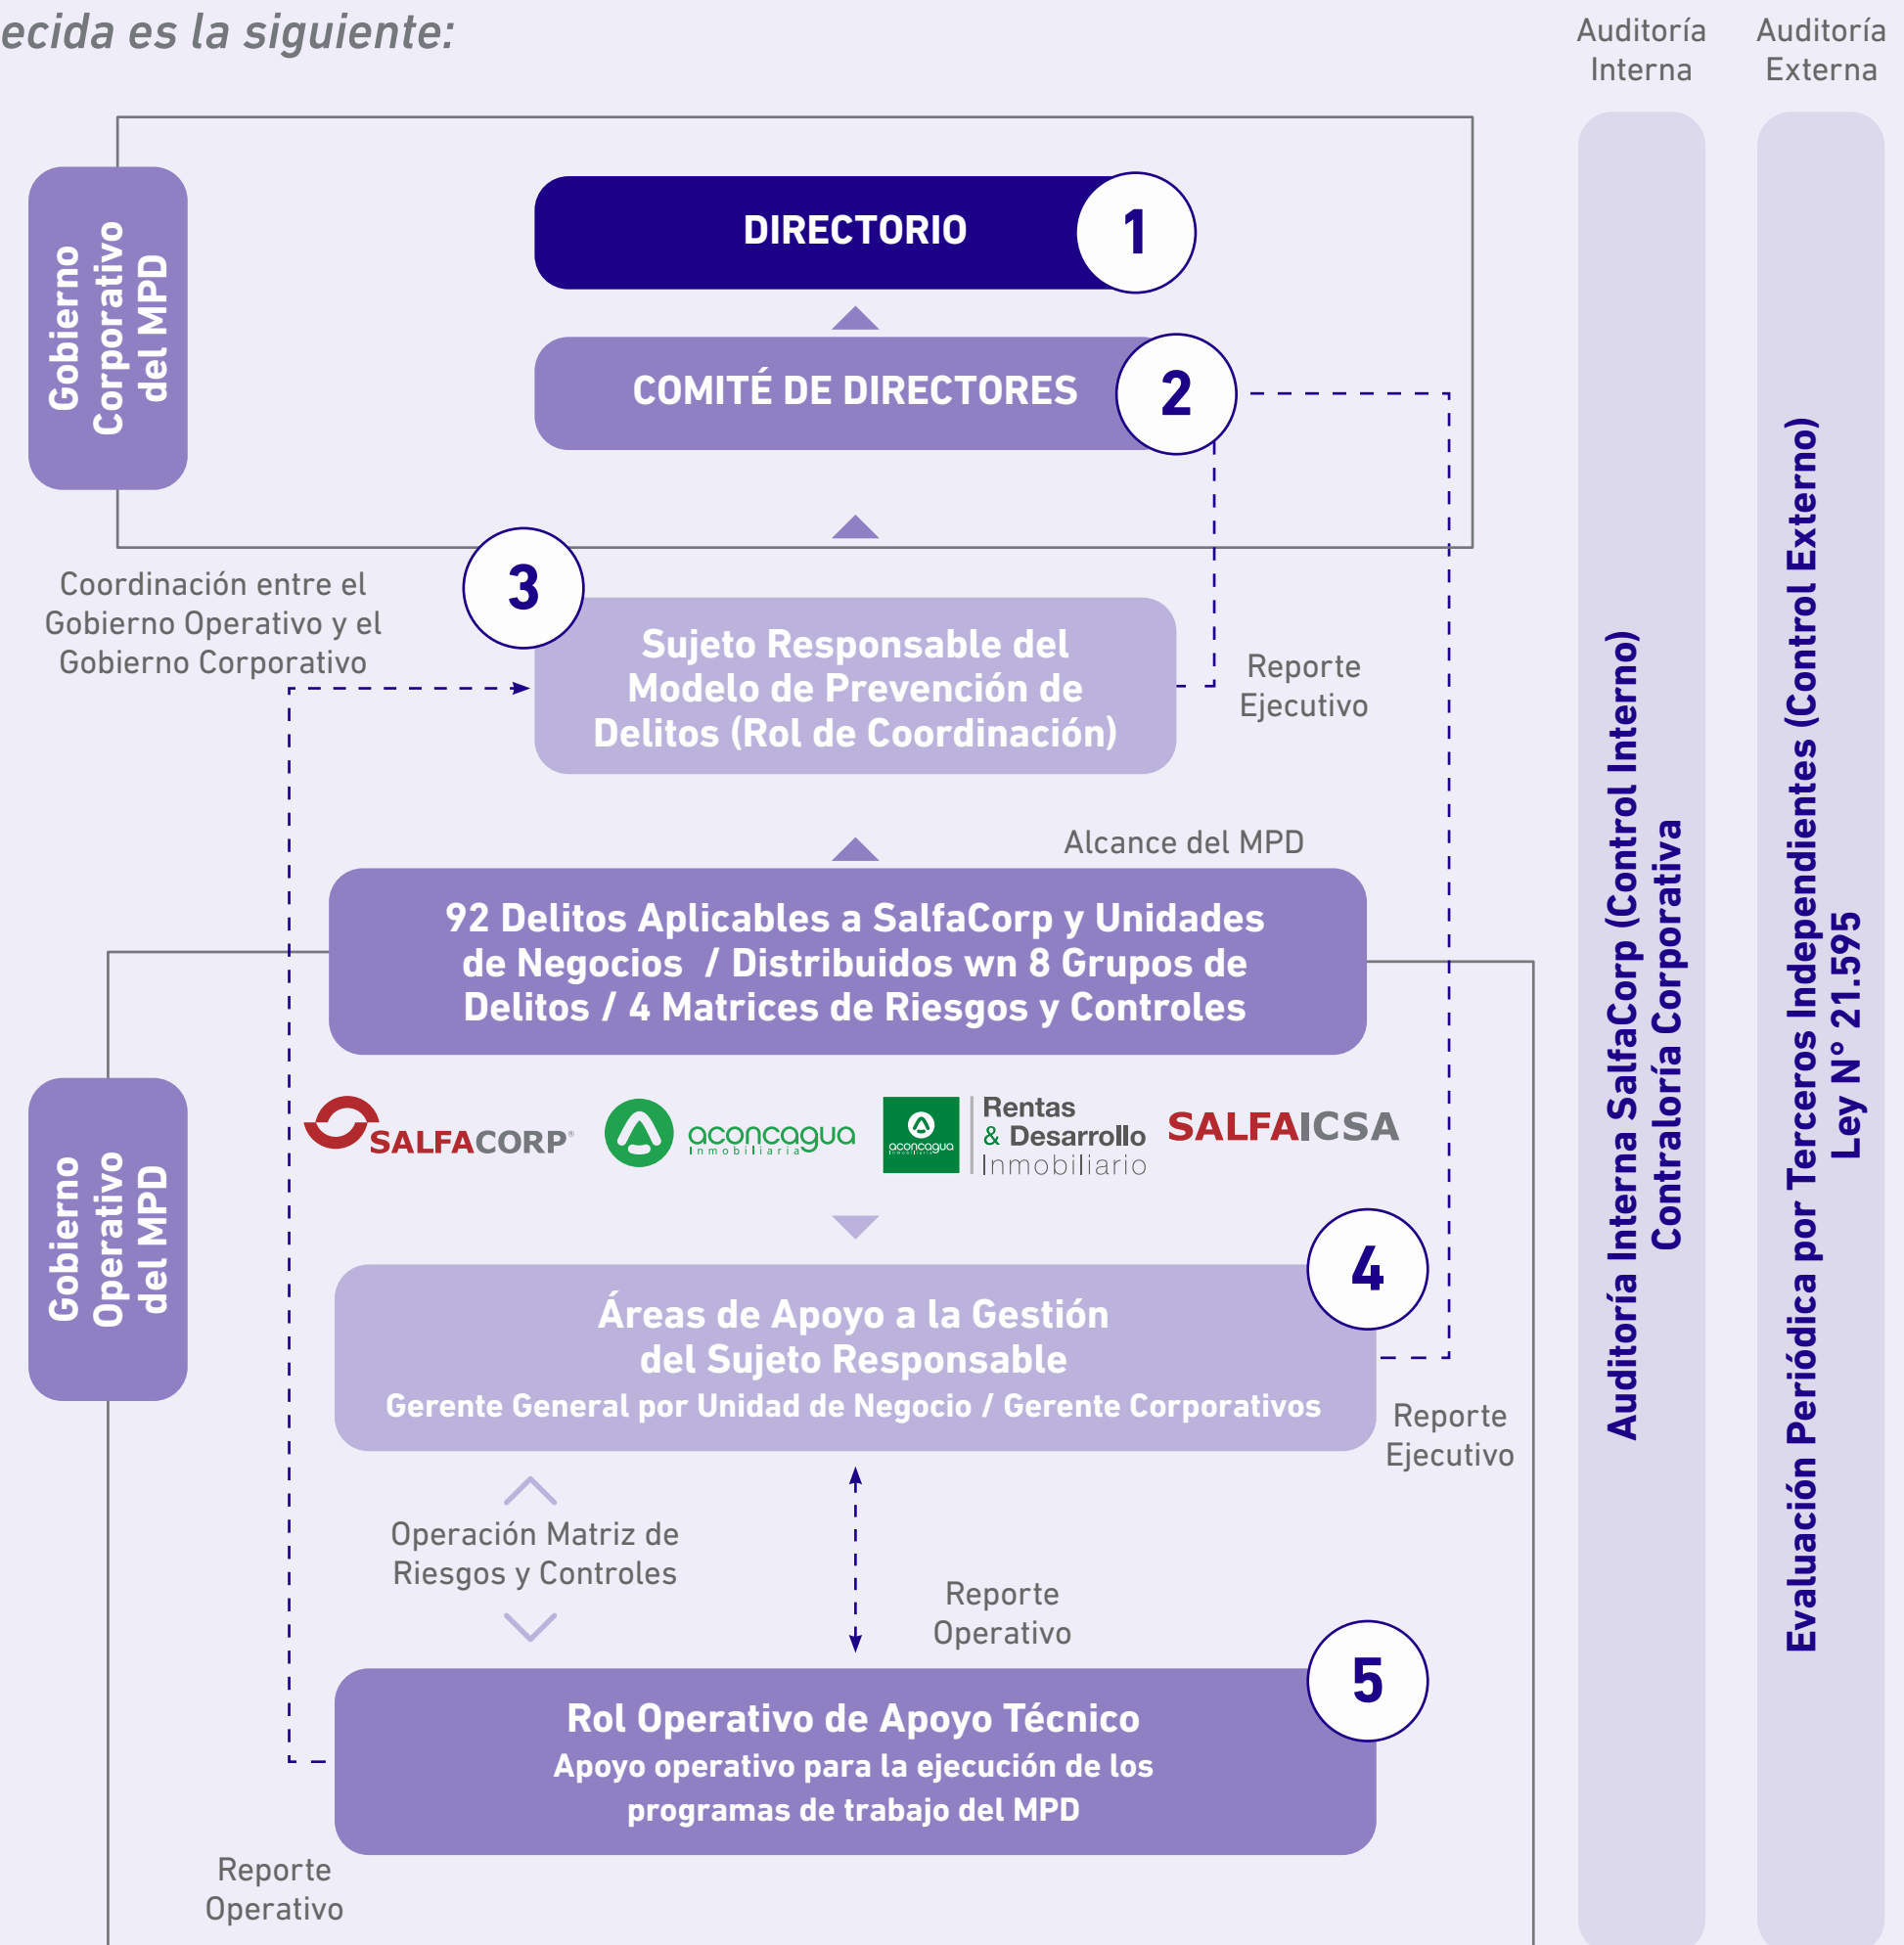 ecida es la siguiente:
Auditoría
Interna
Auditoría
Externa
Gobierno
Corporativo
del MPD
DIRECTORIO
1
COMITÉ DE DIRECTORES
2
3
Coordinación entre el
Gobierno Operativo y el
Gobierno Corporativo
Sujeto Responsable del
Modelo de Prevención de
Delitos (Rol de Coordinación)
Reporte
Ejecutivo
Alcance del MPD
92 Delitos Aplicables a SalfaCorp y Unidades
de Negocios / Distribuidos wn 8 Grupos de
Delitos / 4 Matrices de Riesgos y Controles
Gobierno
Operativo
del MPD
SALFACORP®
aconcagua
Inmobiliaria
aconcagua
Inmobiliaria
Rentas
& Desarrollo
Inmobiliario
SALFAICSA
4
Áreas de Apoyo a la Gestión
del Sujeto Responsable
Gerente General por Unidad de Negocio / Gerente Corporativos
Reporte
Ejecutivo
Operación Matriz de
Riesgos y Controles
Reporte
Operativo
5
Rol Operativo de Apoyo Técnico
Apoyo operativo para la ejecución de los
programas de trabajo del MPD
Reporte
Operativo
Auditoría Interna SalfaCorp (Control Interno)
Contraloría Corporativa
Evaluación Periódica por Terceros Independientes (Control Externo)
Ley N° 21.595